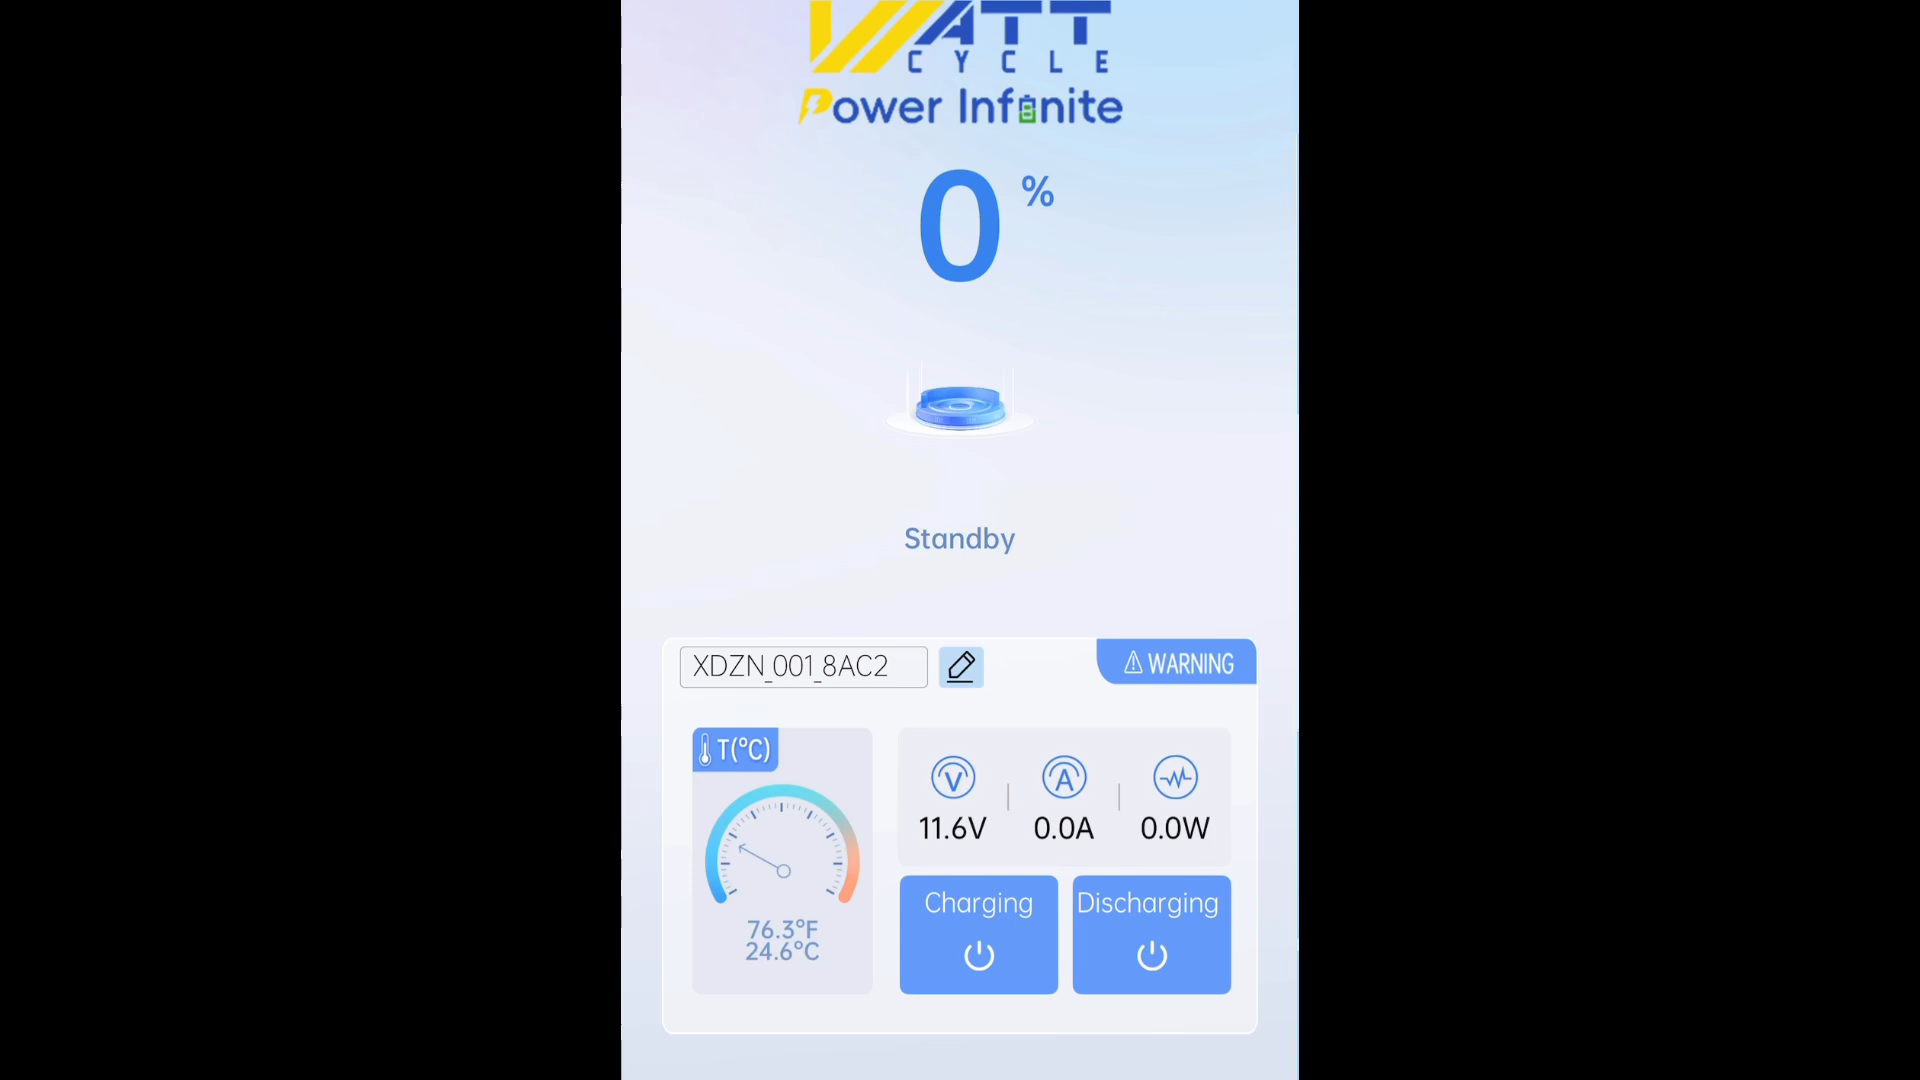 WATT
CYCLE
Power Infinite
0 %
Standby
XDZN_001_8AC2
WARNING
T(°C)
V
A
11.6V
0.0A
0.0W
76.3°F
24.6°C
Charging
Discharging